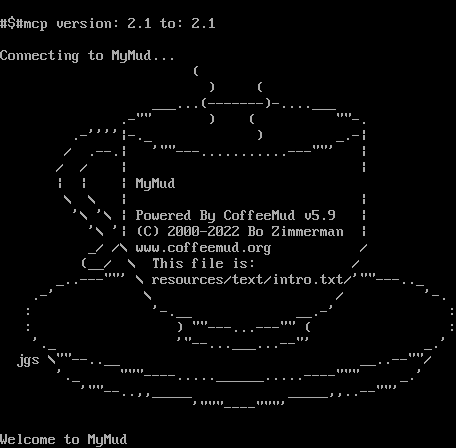 #$#mcp version: 2.1 to: 2.1
Connecting to MyMud...
MyMud
Powered By CoffeeMud v5.9
(C) 2000-2022 Bo Zimmerman
www.coffeemud.org
This file is:
resources/text/intro.txt/
jgs
Welcome to MyMud